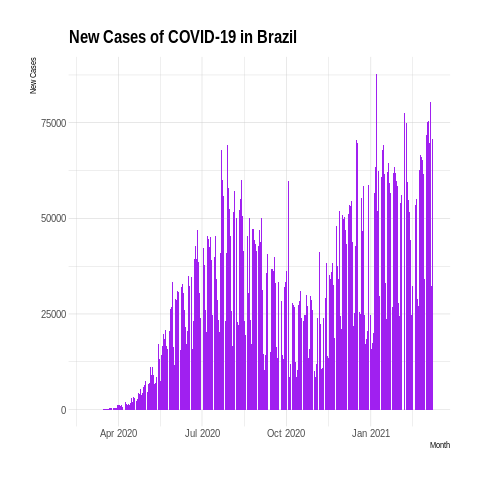 New Cases of COVID-19 in Brazil
New Cases
75000
50000
25000
0
Apr 2020 Jul 2020 Oct 2020 Jan 2021
Month